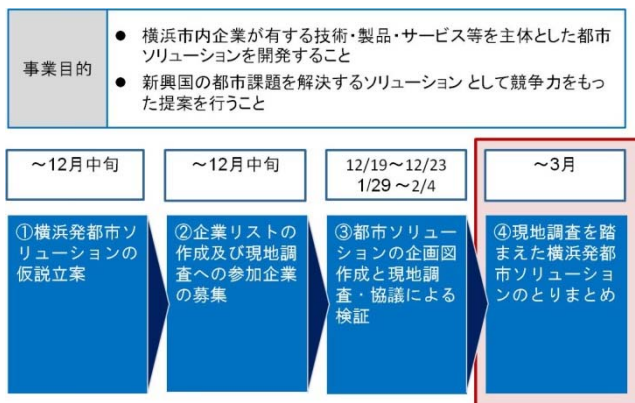 事業目的
● 横浜市内企業が有する技術・製品・サービス等を主体とした都市
ソリューションを開発すること
● 新興国の都市課題を解決するソリューション として競争力をもっ
た提案を行うこと
～12月中旬
～12月中旬
12/19～12/23
1/29 ～2/4
～3月
①横浜発都市ソ
リューションの
仮説立案
②企業リストの
作成及び現地調
査への参加企業
の募集
③都市ソリュー
ションの企画図
作成と現地調
査・協議による
検証
④現地調査を踏
まえた横浜発都
市ソリューショ
ンのとりまとめ